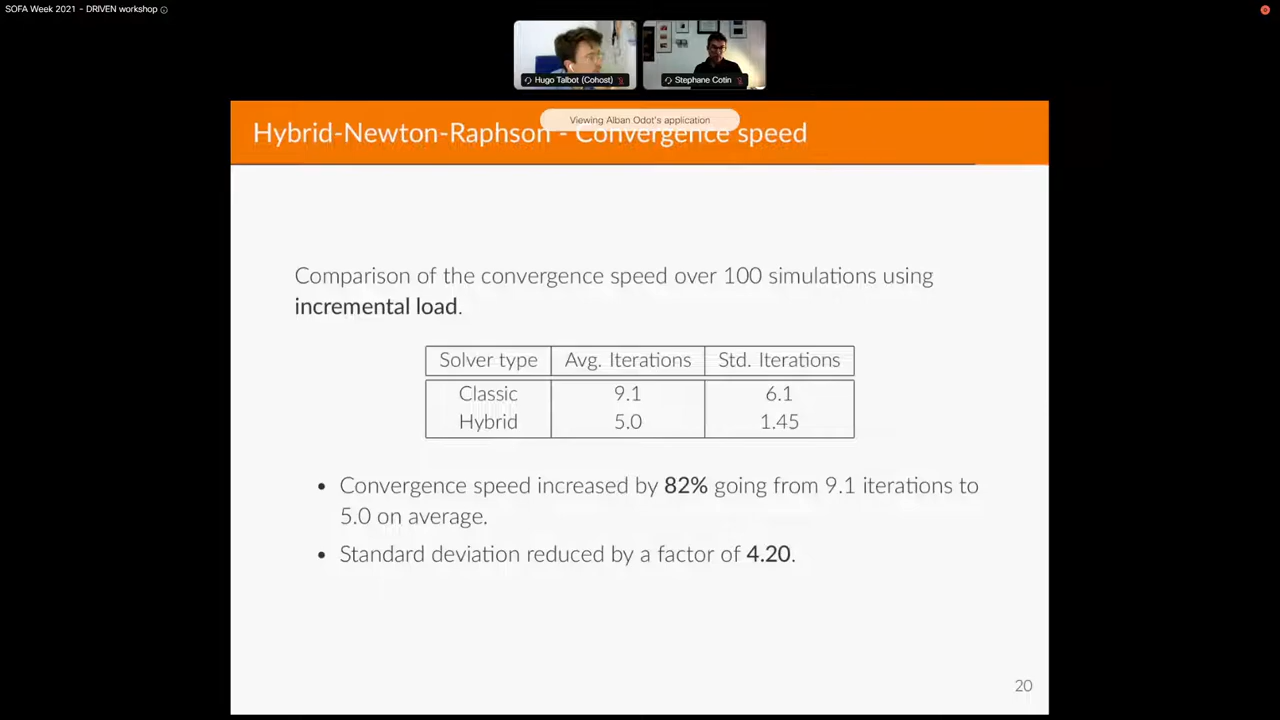 SOFA Week 2021 - DRIVEN workshop
Hugo Talbot (Cohost)
Stephane Cotin
Viewing Alban Odot's application
Hybrid-Newton-Raphson - Convergence speed
Comparison of the convergence speed over 100 simulations using
incremental load.
Solver type Avg. Iterations Std. Iterations
Classic 9.1 6.1
Hybrid 5.0 1.45
• Convergence speed increased by 82% going from 9.1 iterations to
5.0 on average.
• Standard deviation reduced by a factor of 4.20.
20